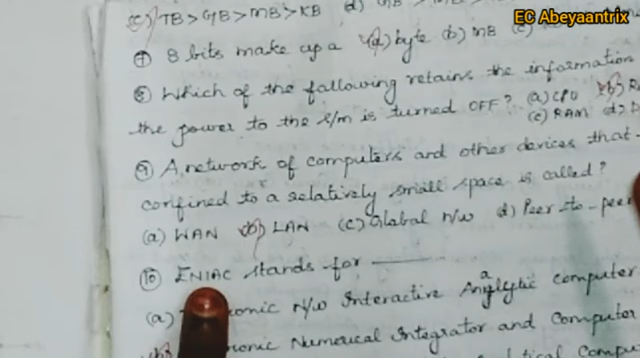 EC Abeyaantrix
(c) TB > GB > MB > KB (d) GB >
⑦ 8 bits make up a (a) byte (b) MB (c)
⑧ Which of the following retains the information
the power to the s/m is turned OFF? (a) CPU (b)
(c) RAM (d)
⑨ A network of computers and other devices that
confined to a relatively small space is called?
(a) WAN (b) LAN (c) Global n/w (d) Peer-to-peer
⑩ ENIAC stands for ———
(a) N/w Interactive Analytic computer
Numerical Integrator and Computer